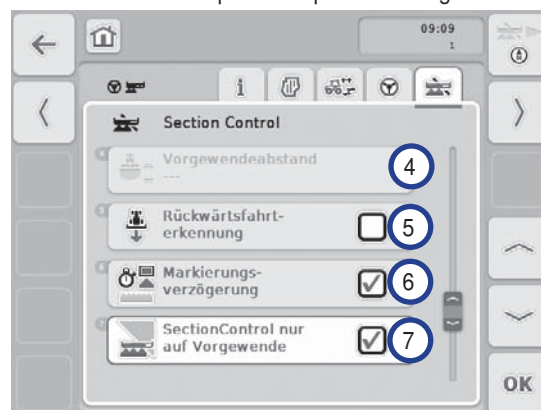 09:09
1
i
Section Control
Vorgewendeabstand
---
4
Rückwärtsfahrt-
erkennung
5
Markierungs-
verzögerung
6
SectionControl nur
auf Vorgewende
7
OK